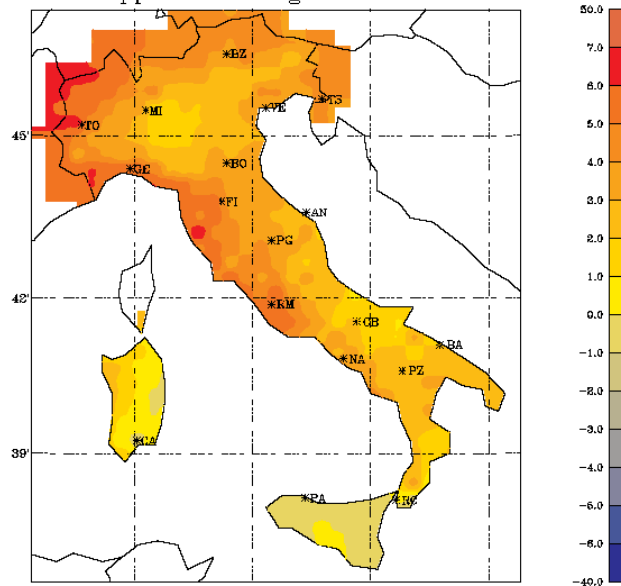 50.0
7.0
6.0
5.0
4.0
3.0
2.0
1.0
0.0
-1.0
-2.0
-3.0
-4.0
-5.0
-6.0
-8.0
-40.0
45'
42'
39'
*BZ
*MI
*VE
*TS
*TO
*BO
*GE
*FI
*AN
*PG
*RM
*CB
*BA
*NA
*PZ
*CA
*PA
*RC